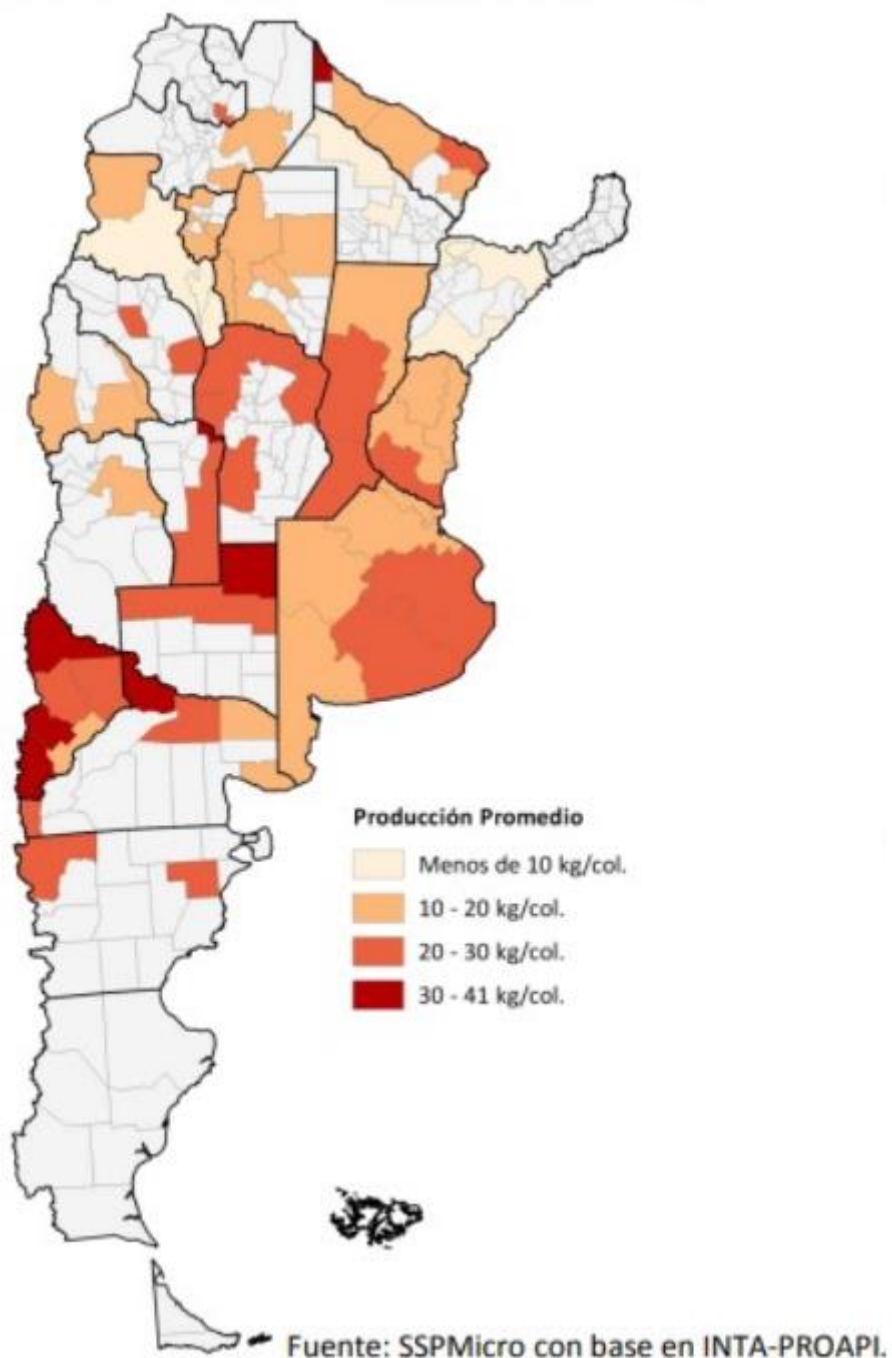 Producción Promedio
Menos de 10 kg/col.
10 - 20 kg/col.
20 - 30 kg/col.
30 - 41 kg/col.
Fuente: SSPMicro con base en INTA-PROAPI.